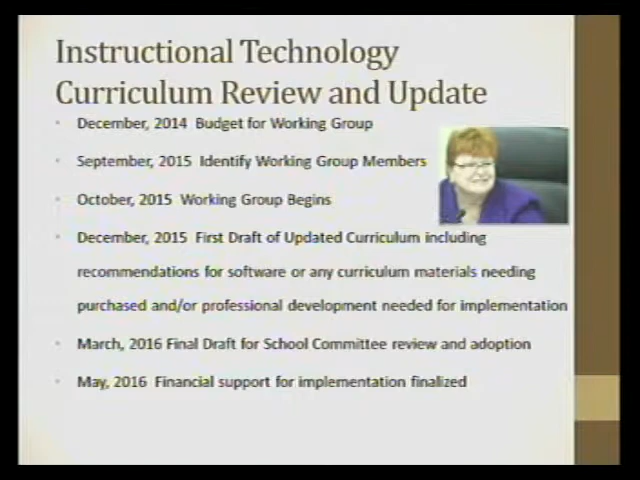 Instructional Technology
Curriculum Review and Update
• December, 2014 Budget for Working Group
• September, 2015 Identify Working Group Members
• October, 2015 Working Group Begins
• December, 2015 First Draft of Updated Curriculum including
recommendations for software or any curriculum materials needing
purchased and/or professional development needed for implementation
• March, 2016 Final Draft for School Committee review and adoption
• May, 2016 Financial support for implementation finalized